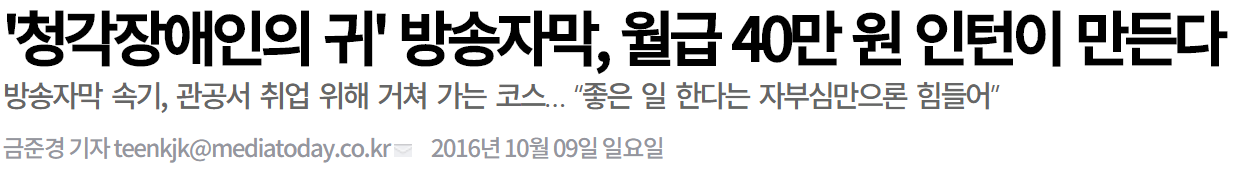 '청각장애인의 귀' 방송자막, 월급 40만 원 인턴이 만든다
방송자막 속기, 관공서 취업 위해 거쳐 가는 코스… “좋은 일 한다는 자부심만으론 힘들어”
금준경 기자 teenkjk@mediatoday.co.kr 2016년 10월 09일 일요일